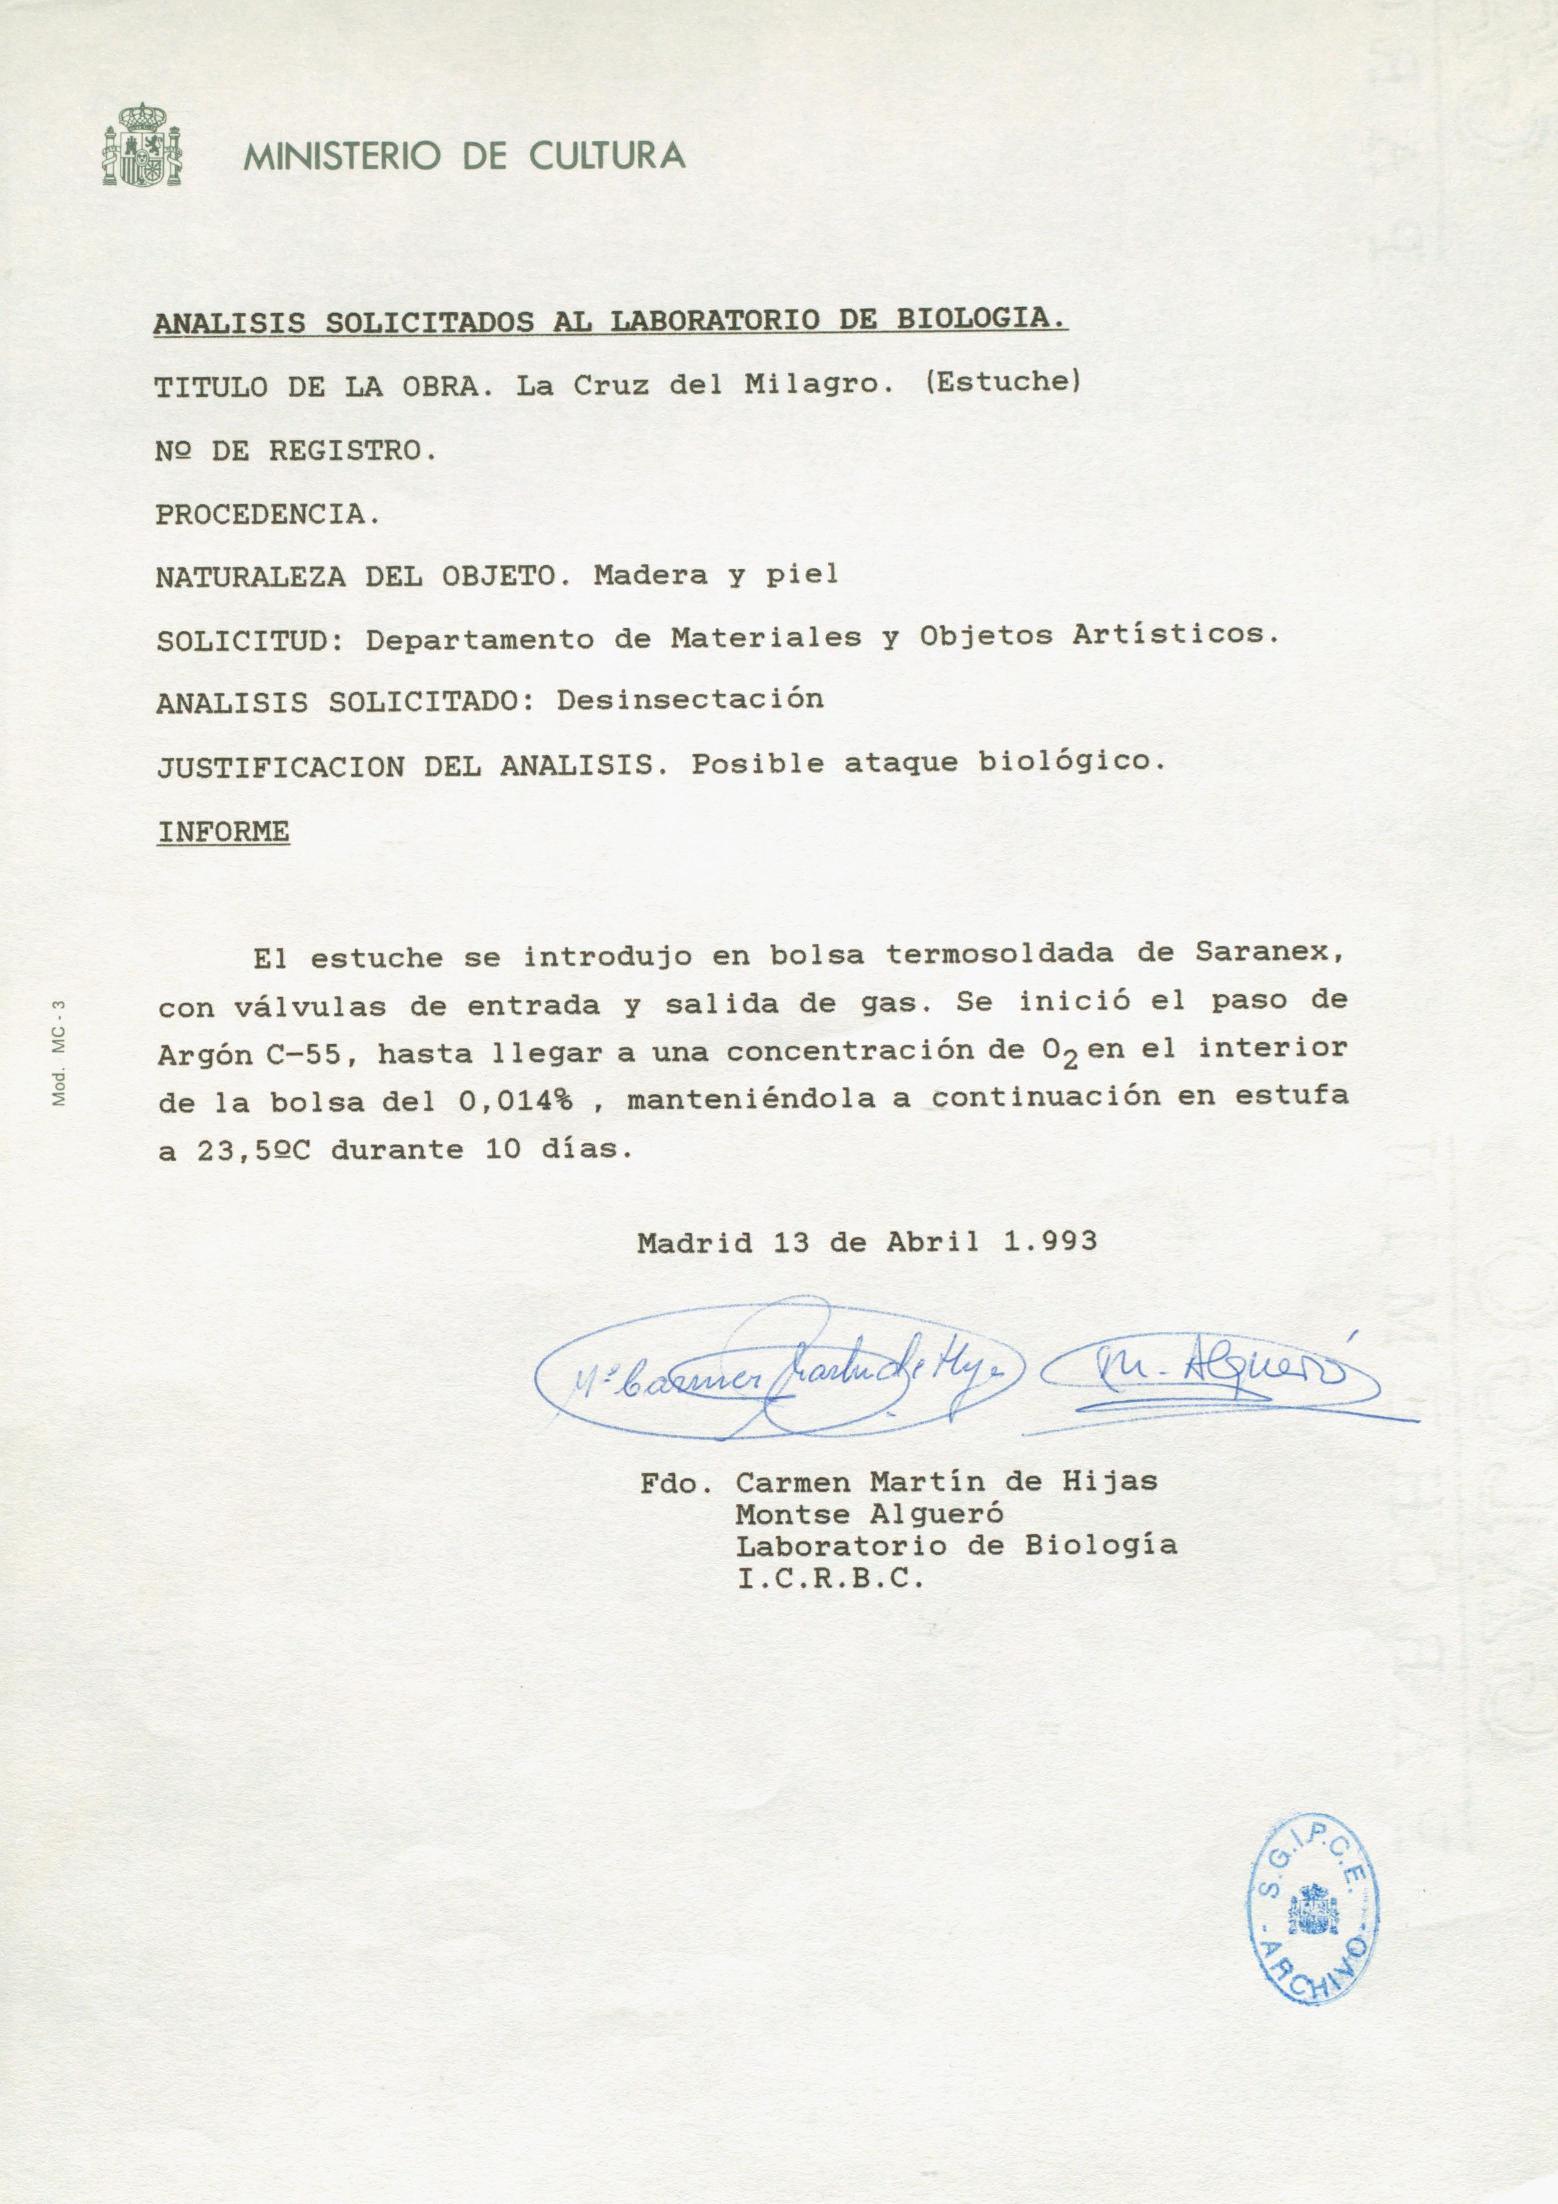 MINISTERIO DE CULTURA
ANALISIS SOLICITADOS AL LABORATORIO DE BIOLOGIA.
TITULO DE LA OBRA. La Cruz del Milagro. (Estuche)
Nº DE REGISTRO.
PROCEDENCIA.
NATURALEZA DEL OBJETO. Madera y piel
SOLICITUD: Departamento de Materiales y Objetos Artísticos.
ANALISIS SOLICITADO: Desinsectación
JUSTIFICACION DEL ANALISIS. Posible ataque biológico.
INFORME
El estuche se introdujo en bolsa termosoldada de Saranex,
con válvulas de entrada y salida de gas. Se inició el paso de
Argón C-55, hasta llegar a una concentración de O₂ en el interior
de la bolsa del 0,014% , manteniéndola a continuación en estufa
a 23,5ºC durante 10 días.
Mod. MC - 3
Madrid 13 de Abril 1.993
Mª Carmen Martín de Hijas M. Algueró
Fdo. Carmen Martín de Hijas
Montse Algueró
Laboratorio de Biología
I.C.R.B.C.
S.G.I.P.C.E.
- ARCHIVO -